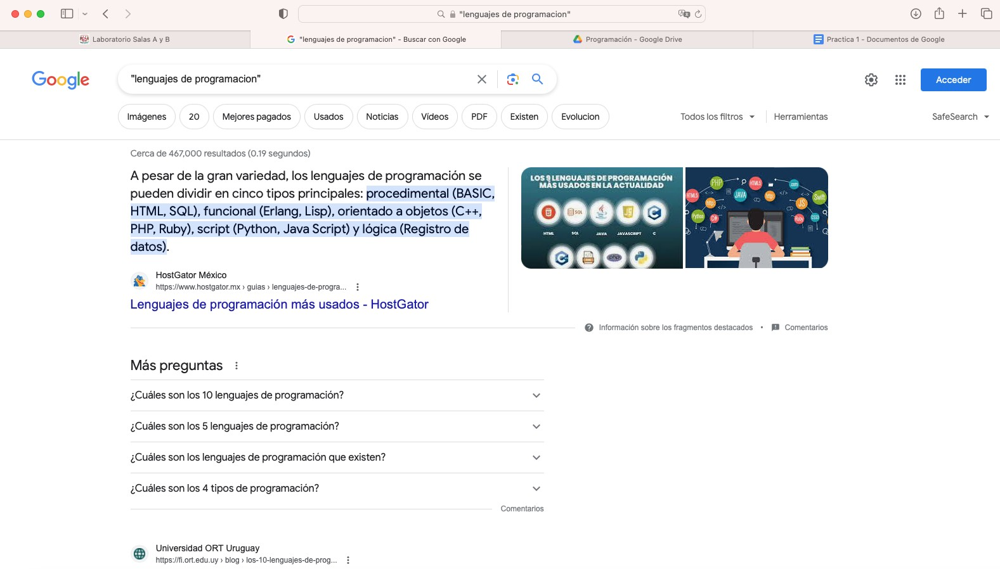 "lenguajes de programacion"
Laboratorio Salas A y B
"lenguajes de programacion" - Buscar con Google
Programación - Google Drive
Practica 1 - Documentos de Google
Google
"lenguajes de programacion"
Acceder
Imágenes
20
Mejores pagados
Usados
Noticias
Vídeos
PDF
Existen
Evolucion
Todos los filtros
Herramientas
SafeSearch
Cerca de 467,000 resultados (0.19 segundos)
A pesar de la gran variedad, los lenguajes de programación se
pueden dividir en cinco tipos principales: procedimental (BASIC,
HTML, SQL), funcional (Erlang, Lisp), orientado a objetos (C++,
PHP, Ruby), script (Python, Java Script) y lógica (Registro de
datos).
LOS 9 LENGUAJES DE PROGRAMACIÓN
MÁS USADOS EN LA ACTUALIDAD
SQL
HTML
SQL
JAVA
JAVASCRIPT
C
php
PHP
HTML5
.com
HTML5
JAVA
http
Swift
http
JS
Python
C#
Ruby
CSS3
HostGator México
https://www.hostgator.mx › guias › lenguajes-de-progra...
Lenguajes de programación más usados - HostGator
Información sobre los fragmentos destacados
•
Comentarios
Más preguntas
¿Cuáles son los 10 lenguajes de programación?
¿Cuáles son los 5 lenguajes de programación?
¿Cuáles son los lenguajes de programación que existen?
¿Cuáles son los 4 tipos de programación?
Comentarios
Universidad ORT Uruguay
https://fi.ort.edu.uy › blog › los-10-lenguajes-de-prog...